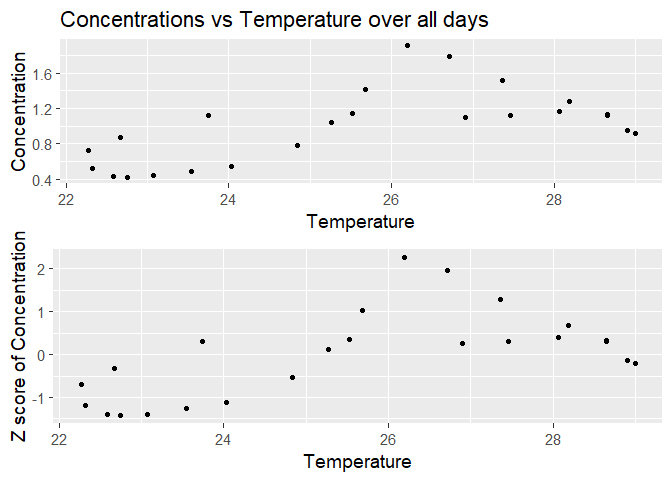 Concentrations vs Temperature over all days
Concentration
1.6
1.2
0.8
0.4
22 24 26 28
Temperature
Z score of Concentration
2
1
0
-1
22 24 26 28
Temperature